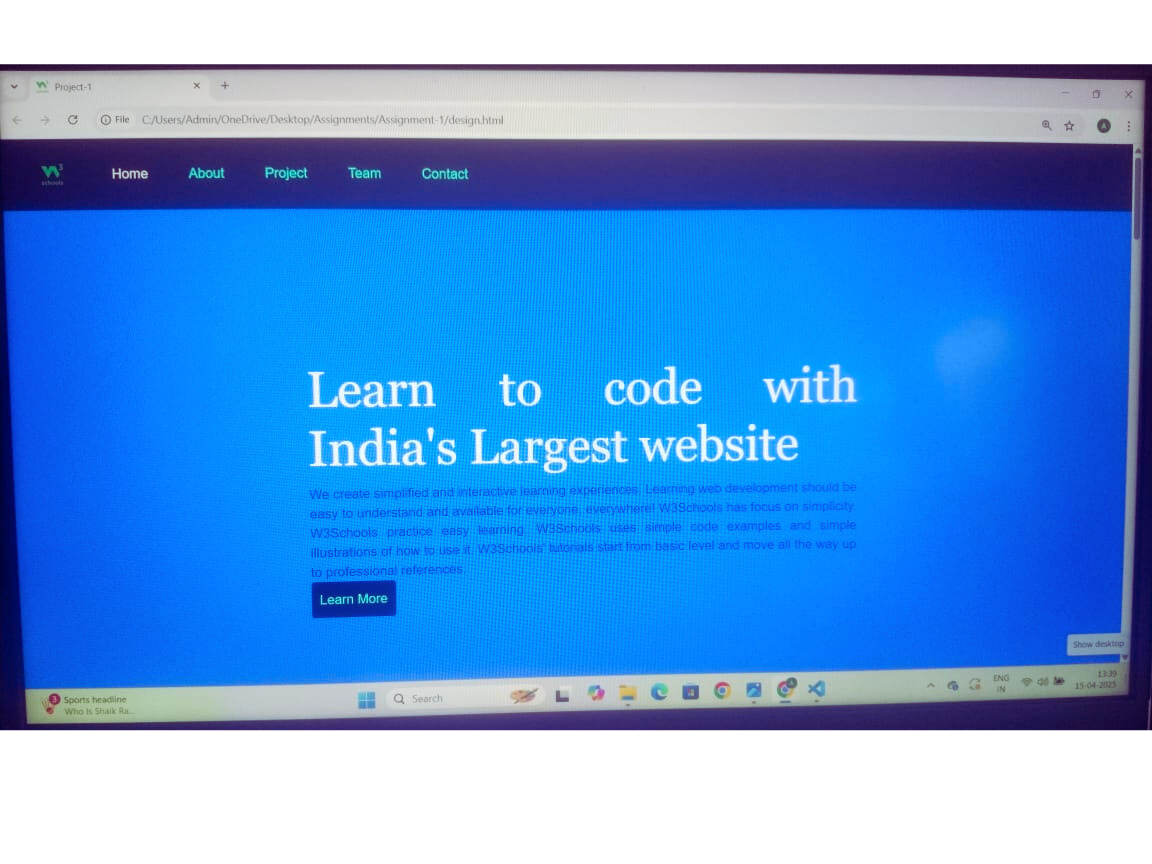 Project-1
File C:/Users/Admin/OneDrive/Desktop/Assignments/Assignment-1/design.html
A
W3
schools
Home About Project Team Contact
Learn to code with
India's Largest website
We create simplified and interactive learning experiences. Learning web development should be
easy to understand and available for everyone, everywhere! W3Schools has focus on simplicity.
W3Schools practice easy learning. W3Schools uses simple code examples and simple
illustrations of how to use it. W3Schools' tutorials start from basic level and move all the way up
to professional references.
Learn More
Show desktop
3 Sports headline
Who Is Shaik Ra...
Search
ENG
IN
13:39
15-04-2025